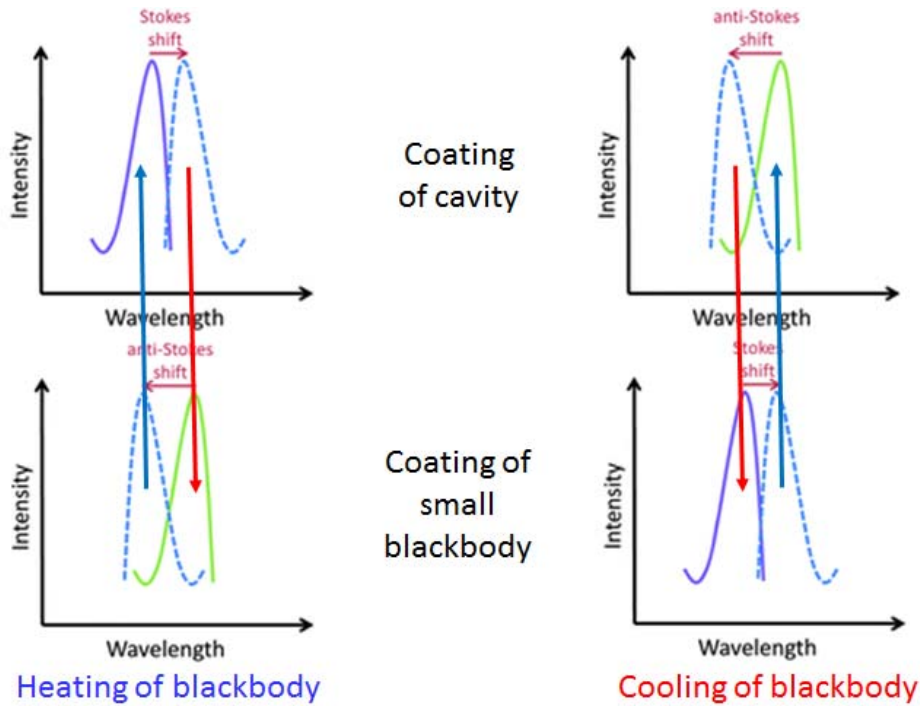 Stokes
shift
Intensity
Wavelength
anti-Stokes
shift
Intensity
Wavelength
Coating
of cavity
anti-Stokes
shift
Intensity
Wavelength
Stokes
shift
Intensity
Wavelength
Coating of
small
blackbody
Heating of blackbody
Cooling of blackbody